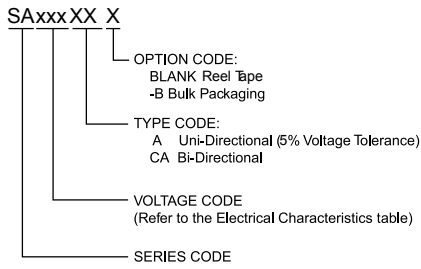 SAxxxXX X
OPTION CODE:
BLANK Reel Tape
-B Bulk Packaging
TYPE CODE:
A Uni-Directional (5% Voltage Tolerance)
CA Bi-Directional
VOLTAGE CODE
(Refer to the Electrical Characteristics table)
SERIES CODE